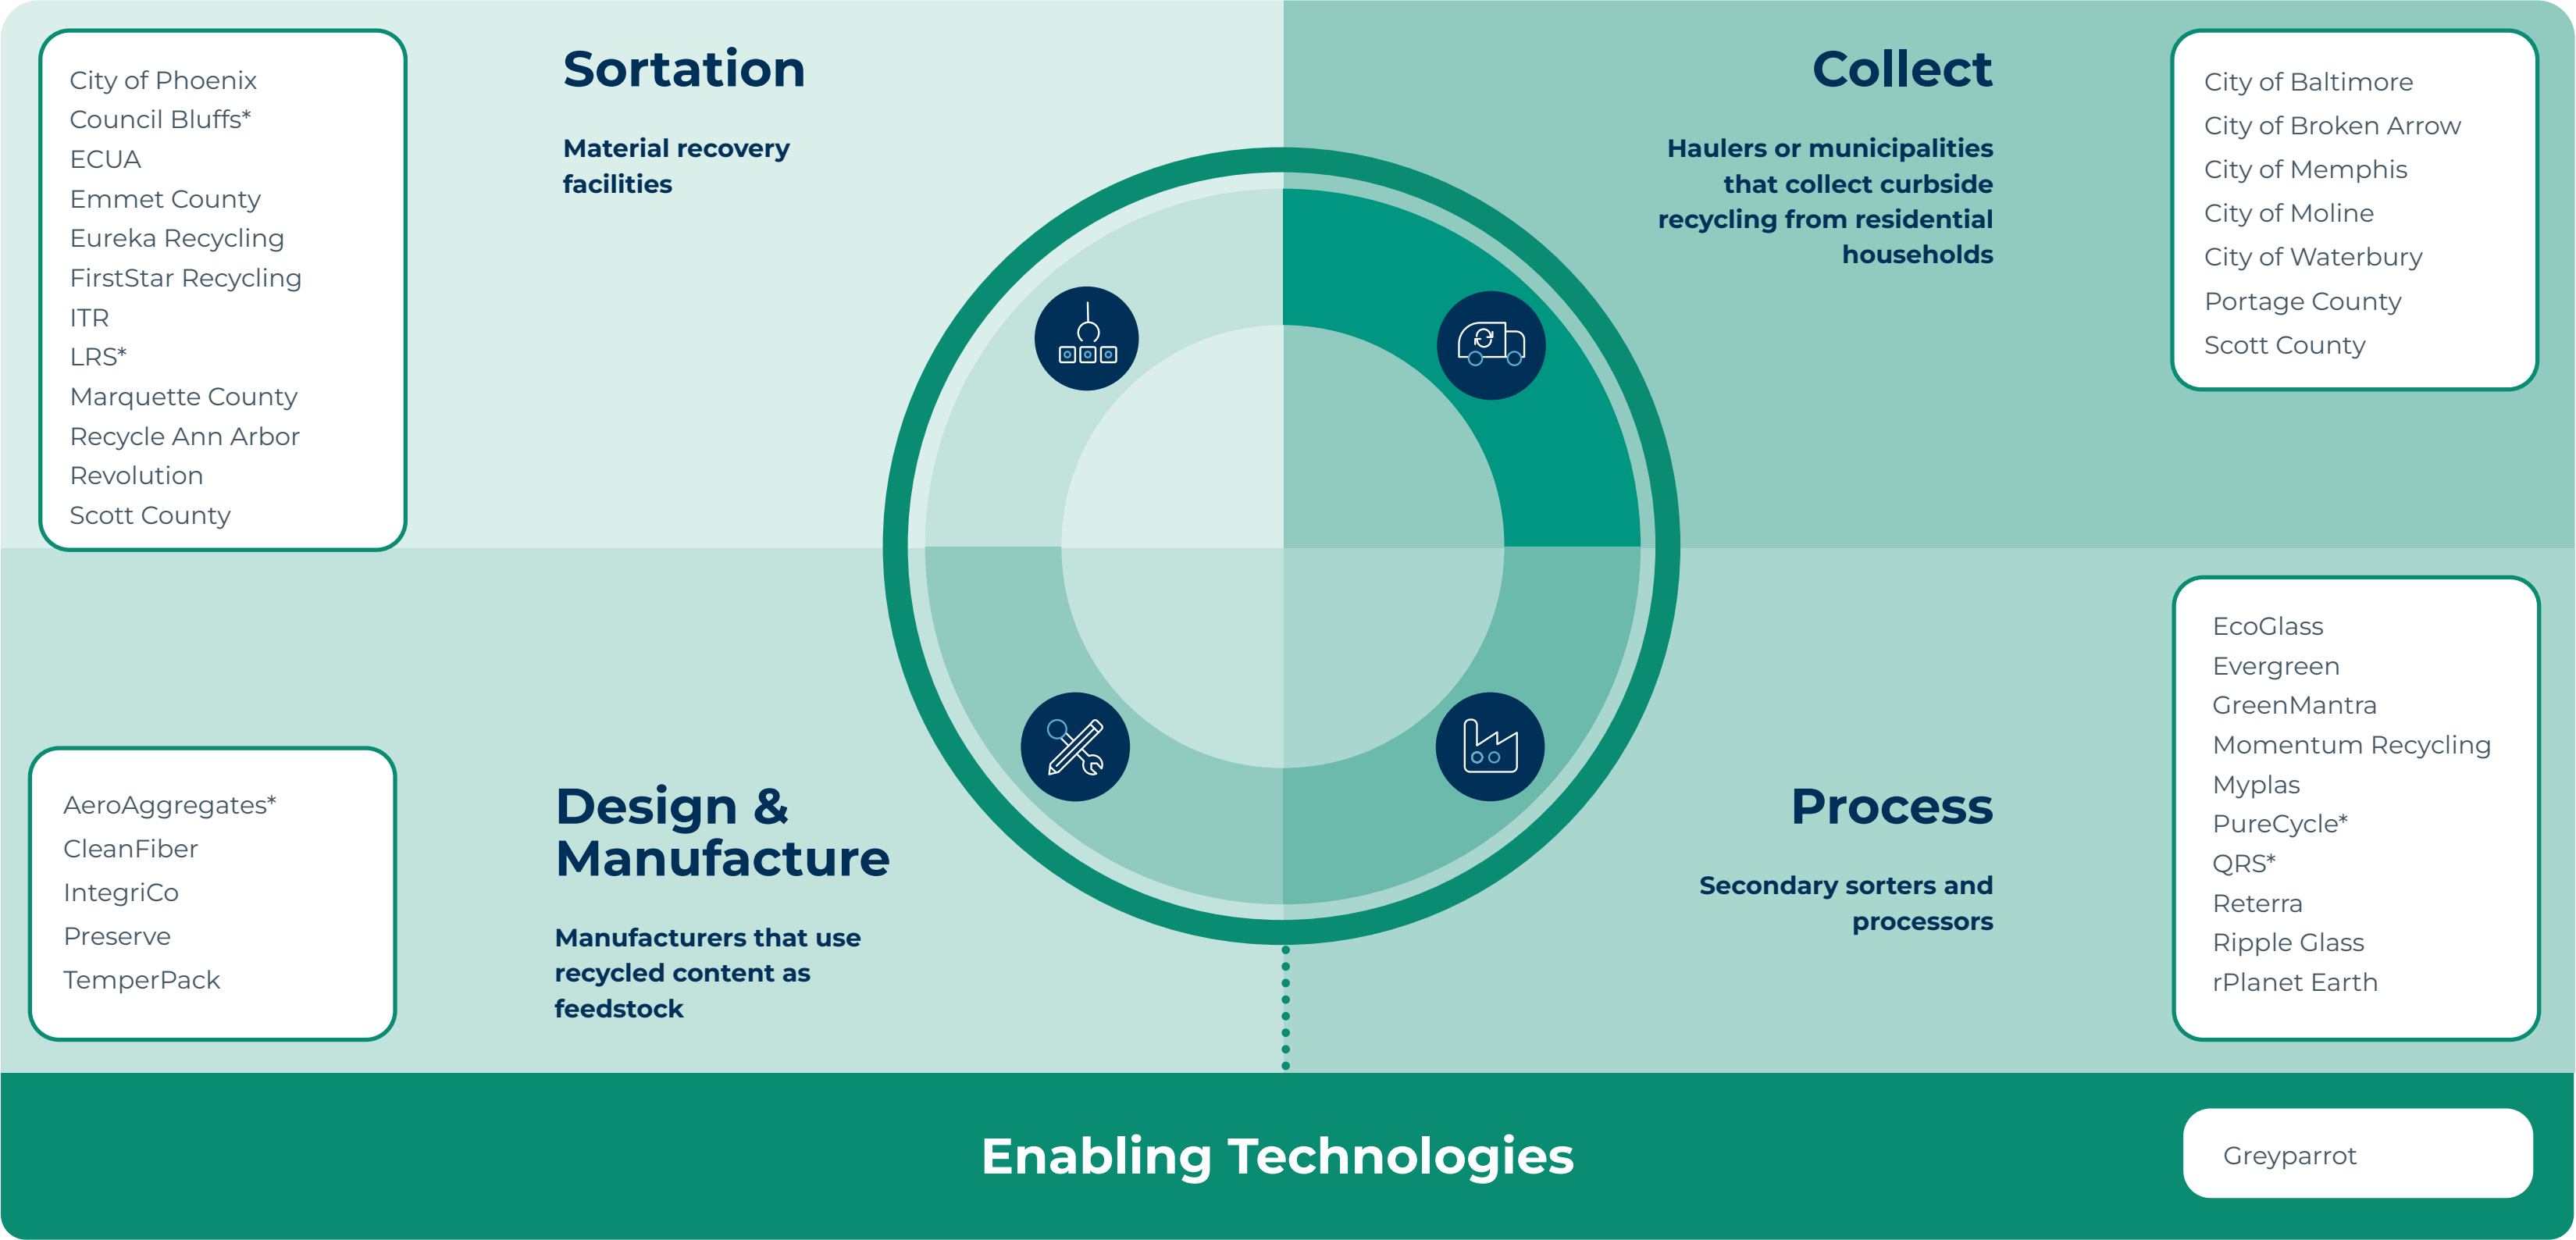 Sortation
Material recovery
facilities
City of Phoenix
Council Bluffs*
ECUA
Emmet County
Eureka Recycling
FirstStar Recycling
ITR
LRS*
Marquette County
Recycle Ann Arbor
Revolution
Scott County
Collect
Haulers or municipalities
that collect curbside
recycling from residential
households
City of Baltimore
City of Broken Arrow
City of Memphis
City of Moline
City of Waterbury
Portage County
Scott County
Design &
Manufacture
Manufacturers that use
recycled content as
feedstock
AeroAggregates*
CleanFiber
IntegriCo
Preserve
TemperPack
Process
Secondary sorters and
processors
EcoGlass
Evergreen
GreenMantra
Momentum Recycling
Myplas
PureCycle*
QRS*
Reterra
Ripple Glass
rPlanet Earth
Enabling Technologies
Greyparrot